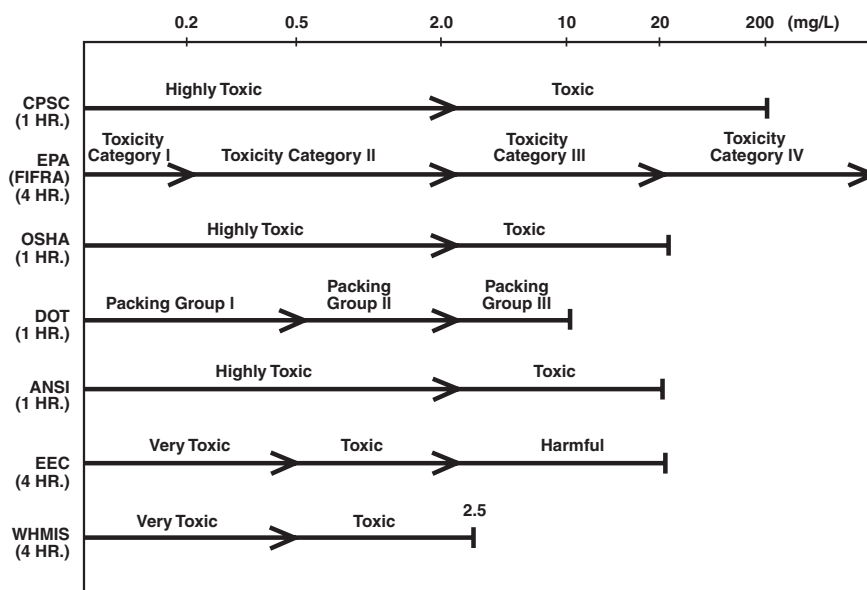 0.2 0.5 2.0 10 20 200 (mg/L)
Highly Toxic Toxic
CPSC
(1 HR.)
Toxicity
Category I
Toxicity Category II
Toxicity
Category III
Toxicity
Category IV
EPA
(FIFRA)
(4 HR.)
Highly Toxic Toxic
OSHA
(1 HR.)
Packing Group I
Packing
Group II
Packing
Group III
DOT
(1 HR.)
Highly Toxic Toxic
ANSI
(1 HR.)
Very Toxic Toxic Harmful
EEC
(4 HR.)
Very Toxic Toxic 2.5
WHMIS
(4 HR.)